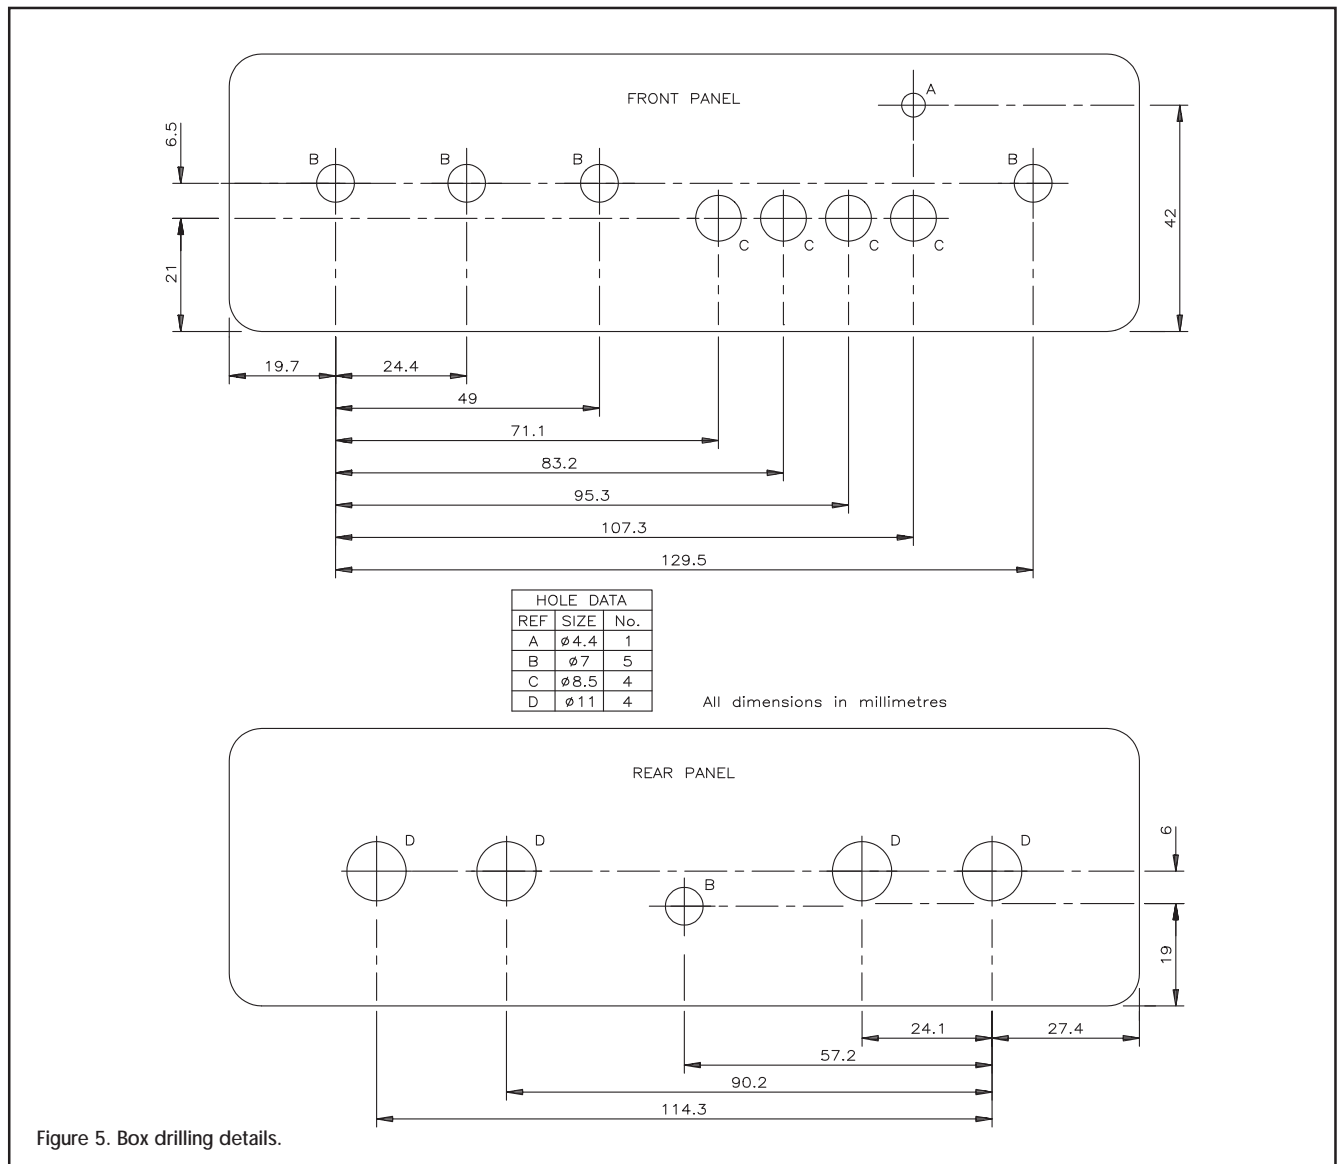 FRONT PANEL
A
6.5
B
B
B
B
42
C
C
C
C
21
19.7
24.4
49
71.1
83.2
95.3
107.3
129.5
HOLE DATA
REF SIZE No.
A ø4.4 1
B ø7 5
C ø8.5 4
D ø11 4
All dimensions in millimetres
REAR PANEL
D
D
D
D
6
B
19
24.1
27.4
57.2
90.2
114.3
Figure 5. Box drilling details.